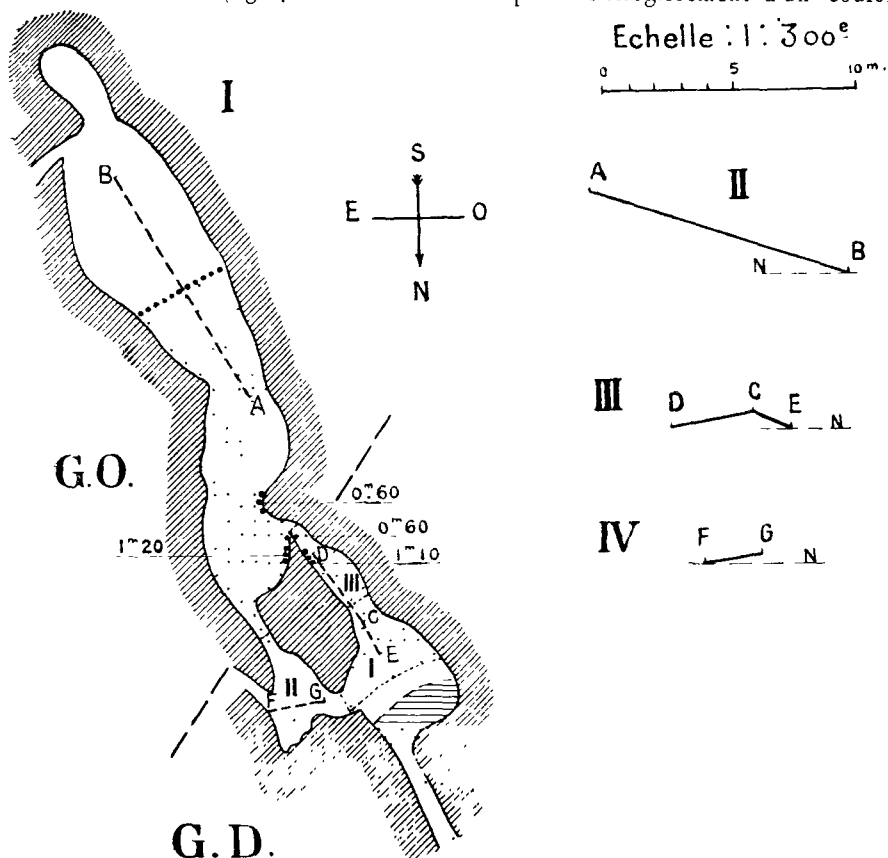 Echelle : 1 : 300e
0 5 10 m.
I
B
S
E O
N
A
II
N B
A
III
D C E N
G.O.
0m60
0m60
1m20
1m10
D
III
C
E
I
IV
F G N
II
F G
G.D.